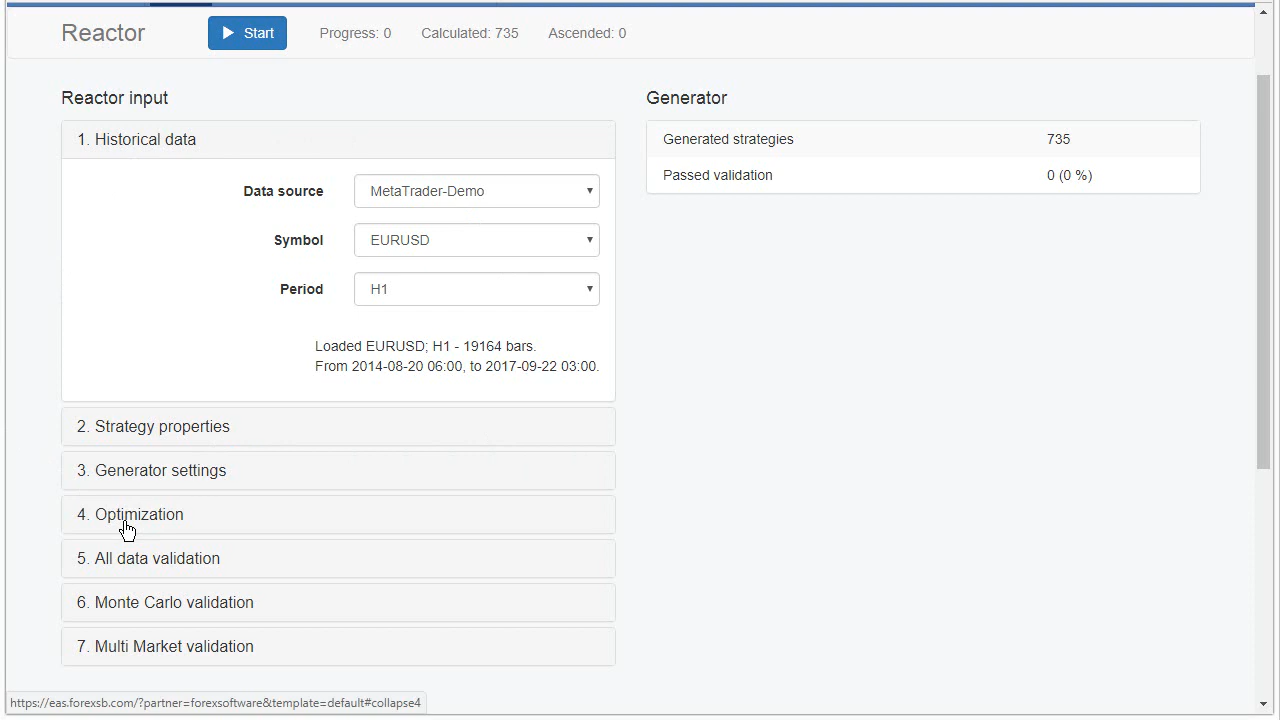 Reactor
Start
Progress: 0
Calculated: 735
Ascended: 0
Reactor input
1. Historical data
Data source
MetaTrader-Demo
Symbol
EURUSD
Period
H1
Loaded EURUSD; H1 - 19164 bars.
From 2014-08-20 06:00, to 2017-09-22 03:00.
2. Strategy properties
3. Generator settings
4. Optimization
5. All data validation
6. Monte Carlo validation
7. Multi Market validation
Generator
Generated strategies 735
Passed validation 0 (0 %)
https://eas.forexsb.com/?partner=forexsoftware&template=default#collapse4